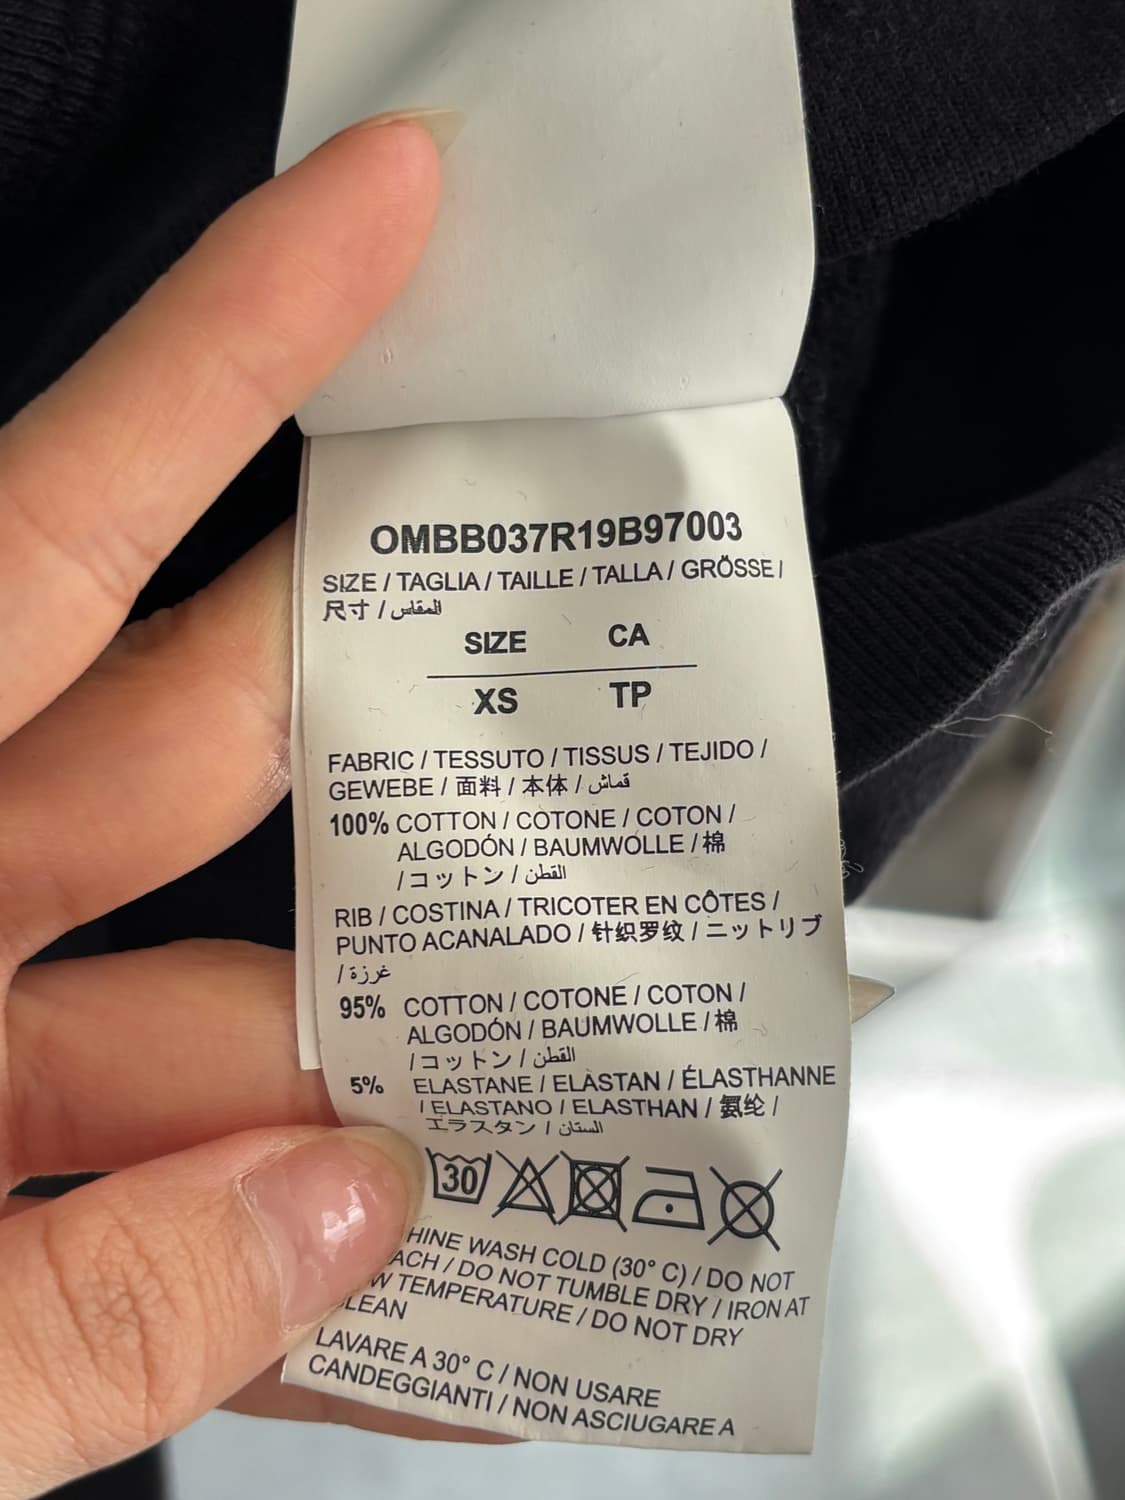 OMBB037R19B97003
SIZE / TAGLIA / TAILLE / TALLA / GRÖSSE /
尺寸 / المقاس
SIZE CA
XS TP
FABRIC / TESSUTO / TISSUS / TEJIDO /
GEWEBE / 面料 / 本体 / قماش
100% COTTON / COTONE / COTON /
ALGODÓN / BAUMWOLLE / 棉
/ コットン / القطن
RIB / COSTINA / TRICOTER EN CÔTES /
PUNTO ACANALADO / 针织罗纹 / ニットリブ
/ غرزة
95% COTTON / COTONE / COTON /
ALGODÓN / BAUMWOLLE / 棉
/ コットン / القطن
5% ELASTANE / ELASTAN / ÉLASTHANNE
/ ELASTANO / ELASTHAN / 氨纶 /
エラスタン / الستان
30
HINE WASH COLD (30° C) / DO NOT
ACH / DO NOT TUMBLE DRY / IRON AT
W TEMPERATURE / DO NOT DRY
LEAN
LAVARE A 30° C / NON USARE
CANDEGGIANTI / NON ASCIUGARE A